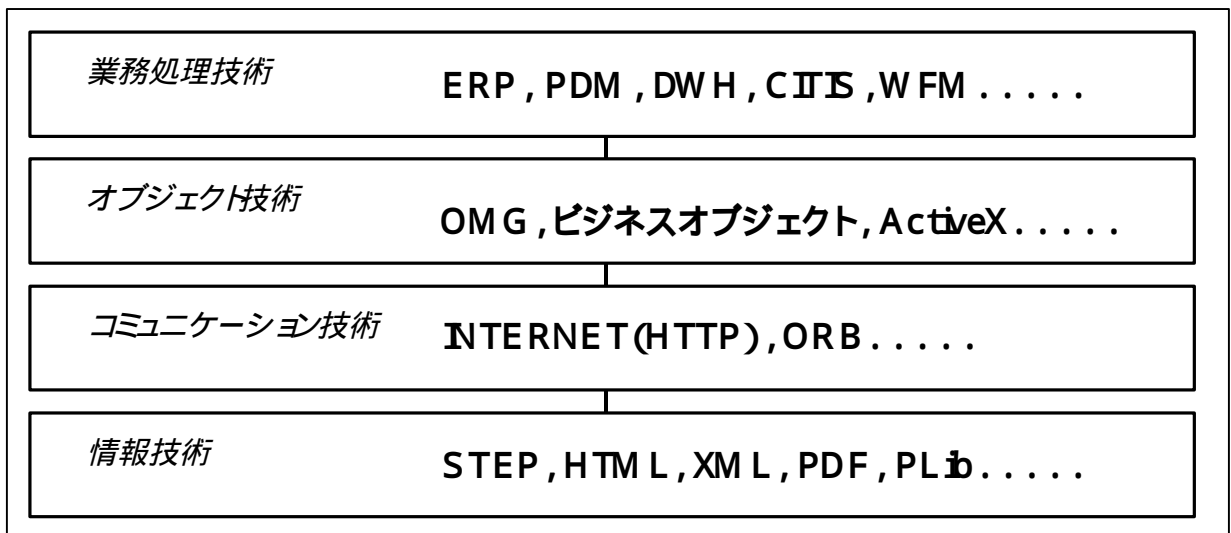 業務処理技術
ERP,PDM,DWH,CITIS,WFM.....
オブジェクト技術
OMG,ビジネスオブジェクト,ActiveX.....
コミュニケーション技術
INTERNET(HTTP),ORB.....
情報技術
STEP,HTML,XML,PDF,PLib.....